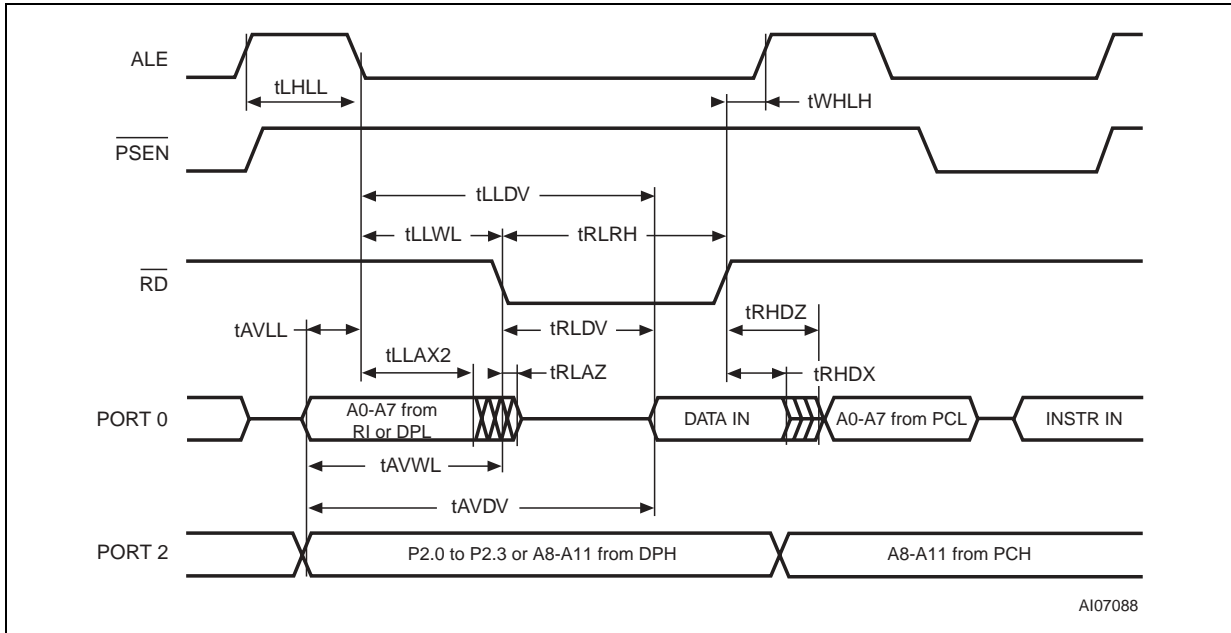 ALE
tLHLL
tWHLH
PSEN
tLLDV
tLLWL
tRLRH
RD
tAVLL
tRLDV
tRHDZ
tLLAX2
tRLAZ
tRHDX
PORT 0
A0-A7 from
RI or DPL
DATA IN
A0-A7 from PCL
INSTR IN
tAVWL
tAVDV
PORT 2
P2.0 to P2.3 or A8-A11 from DPH
A8-A11 from PCH
AI07088